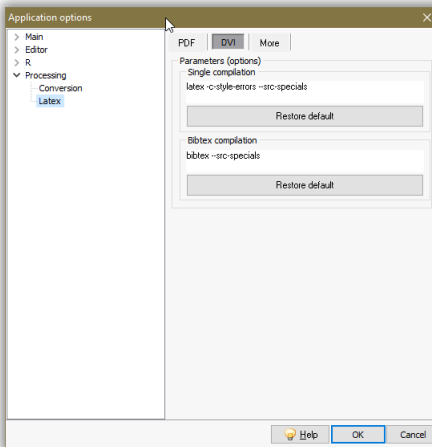 Application options
Main
Editor
R
Processing
Conversion
Latex
PDF DVI More
Parameters (options)
Single compilation
latex -c-style-errors --src-specials
Restore default
Bibtex compilation
bibtex --src-specials
Restore default
Help OK Cancel